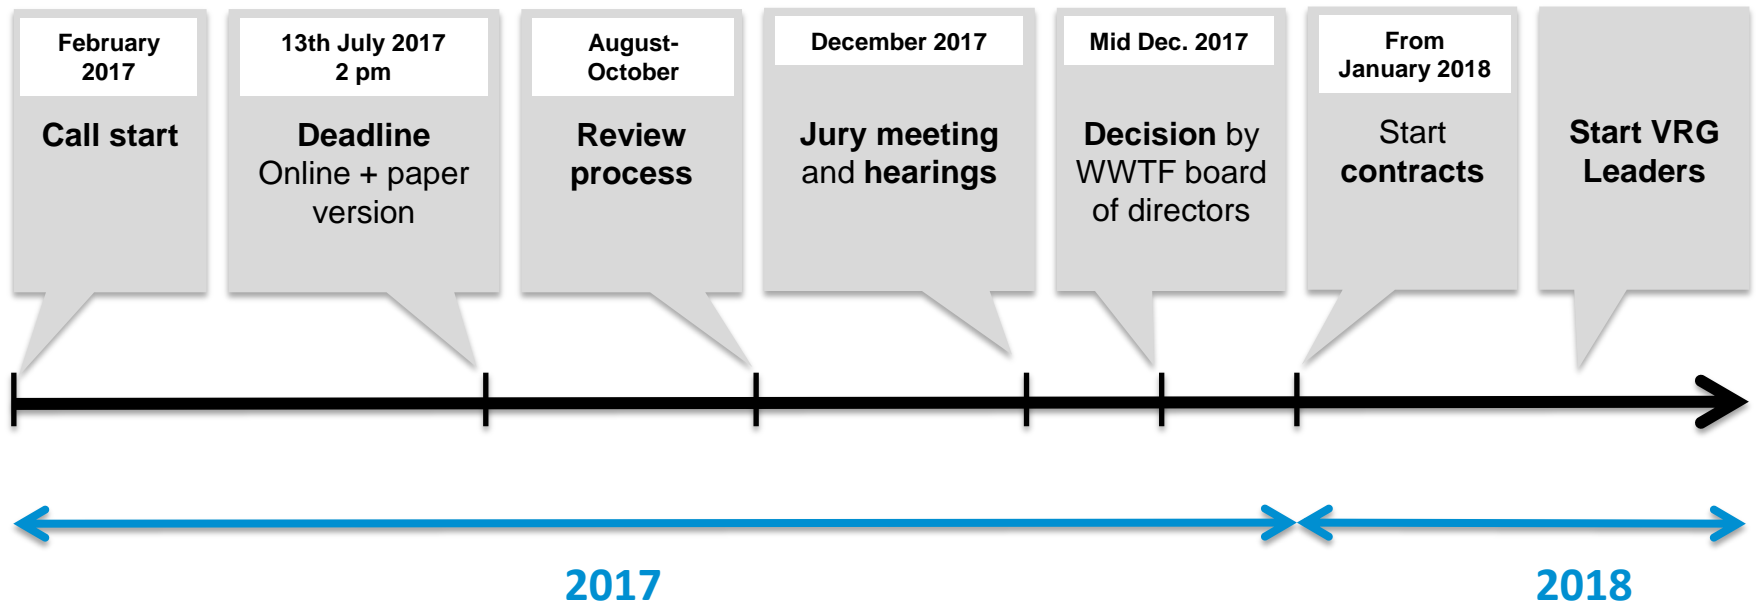 February
2017
Call start
13th July 2017
2 pm
Deadline
Online + paper
version
August-
October
Review
process
December 2017
Jury meeting
and hearings
Mid Dec. 2017
Decision by
WWTF board
of directors
From
January 2018
Start
contracts
Start VRG
Leaders
2017
2018